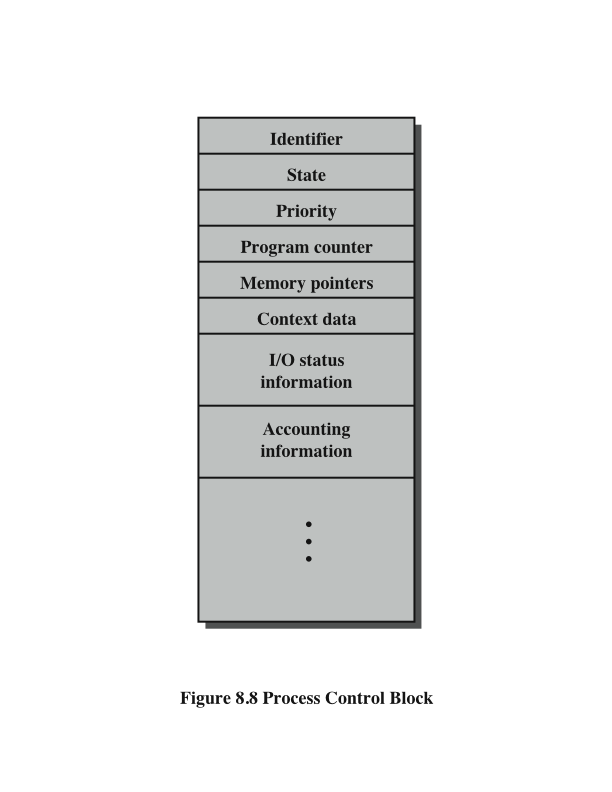 Identifier
State
Priority
Program counter
Memory pointers
Context data
I/O status
information
Accounting
information
Figure 8.8 Process Control Block